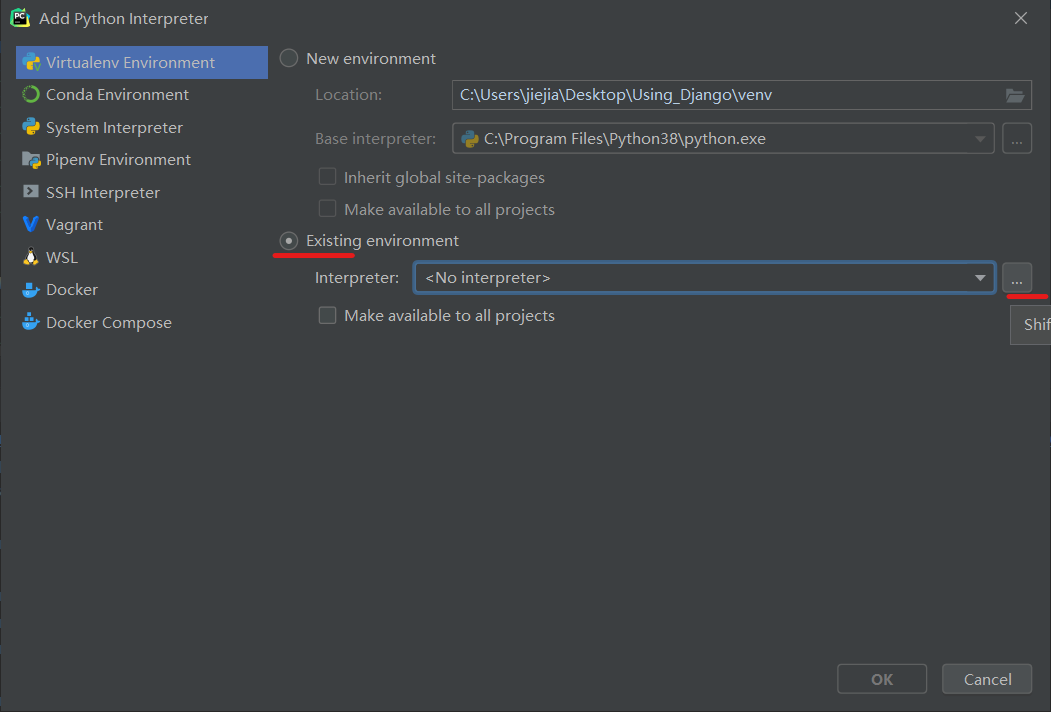 Add Python Interpreter
Virtualenv Environment
Conda Environment
System Interpreter
Pipenv Environment
SSH Interpreter
Vagrant
WSL
Docker
Docker Compose
New environment
Location: C:\Users\jiejia\Desktop\Using_Django\venv
Base interpreter: C:\Program Files\Python38\python.exe ...
Inherit global site-packages
Make available to all projects
Existing environment
Interpreter: <No interpreter> ...
Make available to all projects
Shif
OK Cancel